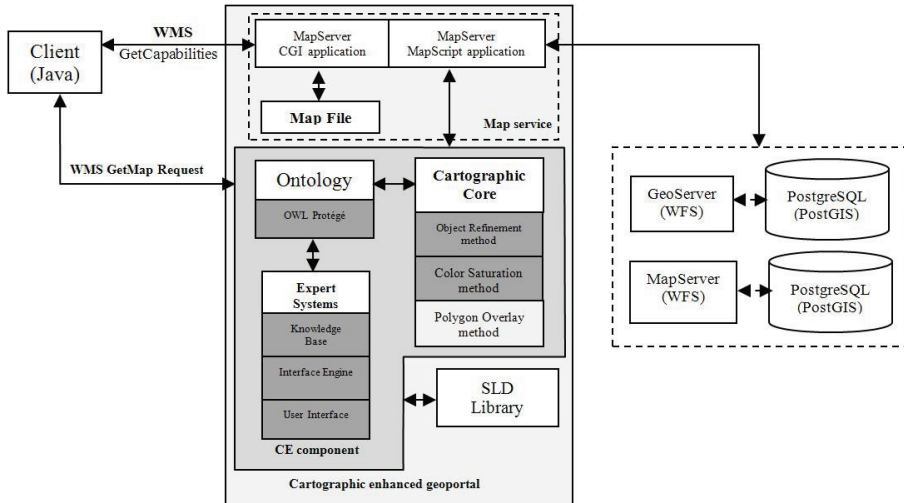 Client
(Java)
WMS
GetCapabilities
MapServer
CGI application
MapServer
MapScript application
Map File
Map service
WMS GetMap Request
Ontology
OWL Protégé
Cartographic
Core
Object Refinement
method
Color Saturation
method
Polygon Overlay
method
Expert
Systems
Knowledge
Base
Interface Engine
User Interface
CE component
SLD
Library
Cartographic enhanced geoportal
GeoServer
(WFS)
PostgreSQL
(PostGIS)
MapServer
(WFS)
PostgreSQL
(PostGIS)